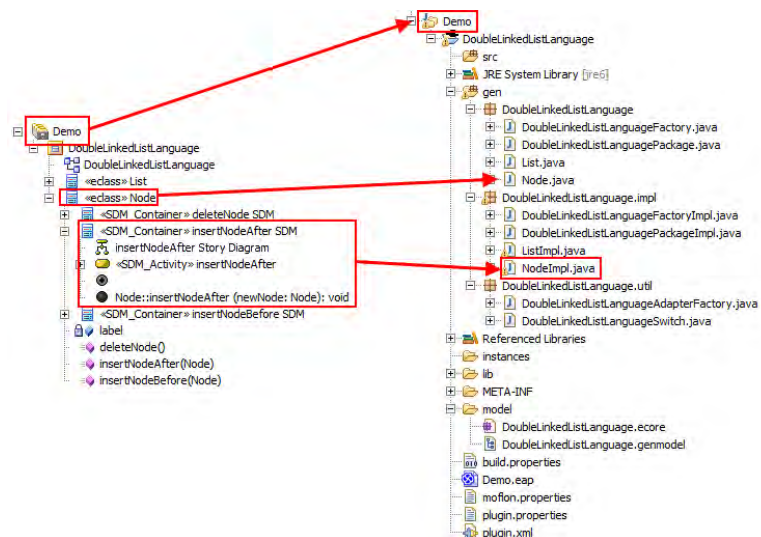 Demo
DoubleLinkedListLanguage
DoubleLinkedListLanguage
«eclass» List
«eclass» Node
«SDM_Container» deleteNode SDM
«SDM_Container» insertNodeAfter SDM
insertNodeAfter Story Diagram
«SDM_Activity» insertNodeAfter
Node::insertNodeAfter (newNode: Node): void
«SDM_Container» insertNodeBefore SDM
label
deleteNode()
insertNodeAfter(Node)
insertNodeBefore(Node)
Demo
DoubleLinkedListLanguage
src
JRE System Library [jre6]
gen
DoubleLinkedListLanguage
DoubleLinkedListLanguageFactory.java
DoubleLinkedListLanguagePackage.java
List.java
Node.java
DoubleLinkedListLanguage.impl
DoubleLinkedListLanguageFactoryImpl.java
DoubleLinkedListLanguagePackageImpl.java
ListImpl.java
NodeImpl.java
DoubleLinkedListLanguage.util
DoubleLinkedListLanguageAdapterFactory.java
DoubleLinkedListLanguageSwitch.java
Referenced Libraries
instances
lib
META-INF
model
DoubleLinkedListLanguage.ecore
DoubleLinkedListLanguage.genmodel
build.properties
Demo.eap
moflon.properties
plugin.properties
plugin.xml